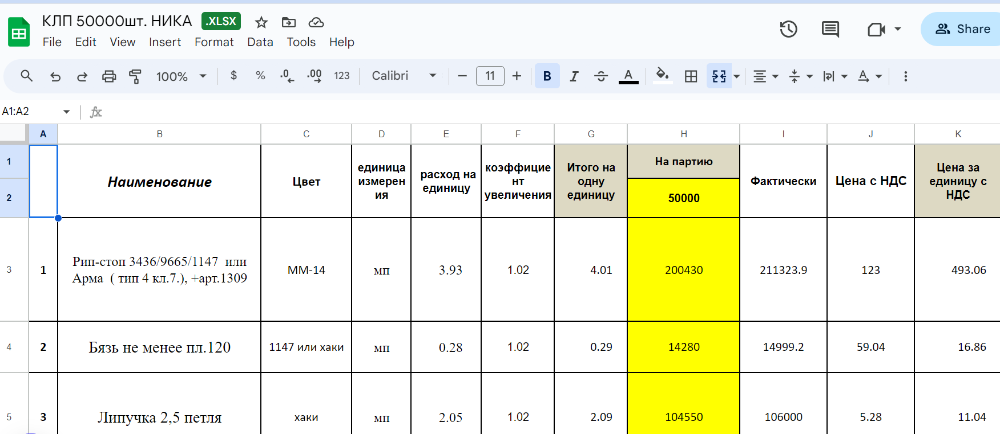 КЛП 50000шт. НИКА .XLSX
File Edit View Insert Format Data Tools Help
Share
100% $ % .0 .00 123 Calibri 11 B I A A
A1:A2 fx
A B C D E F G H I J K
1
2
Наименование
Цвет
единица
измерен
ия
расход на
единицу
коэффицие
нт
увеличения
Итого на
одну
единицу
На партию
50000
Фактически
Цена с НДС
Цена за
единицу с
НДС
3 1 Рип-стоп 3436/9665/1147 или
Арма ( тип 4 кл.7.), +арт.1309
ММ-14 мп 3.93 1.02 4.01 200430 211323.9 123 493.06
4 2 Бязь не менее пл.120 1147 или хаки мп 0.28 1.02 0.29 14280 14999.2 59.04 16.86
5 3 Липучка 2,5 петля хаки мп 2.05 1.02 2.09 104550 106000 5.28 11.04